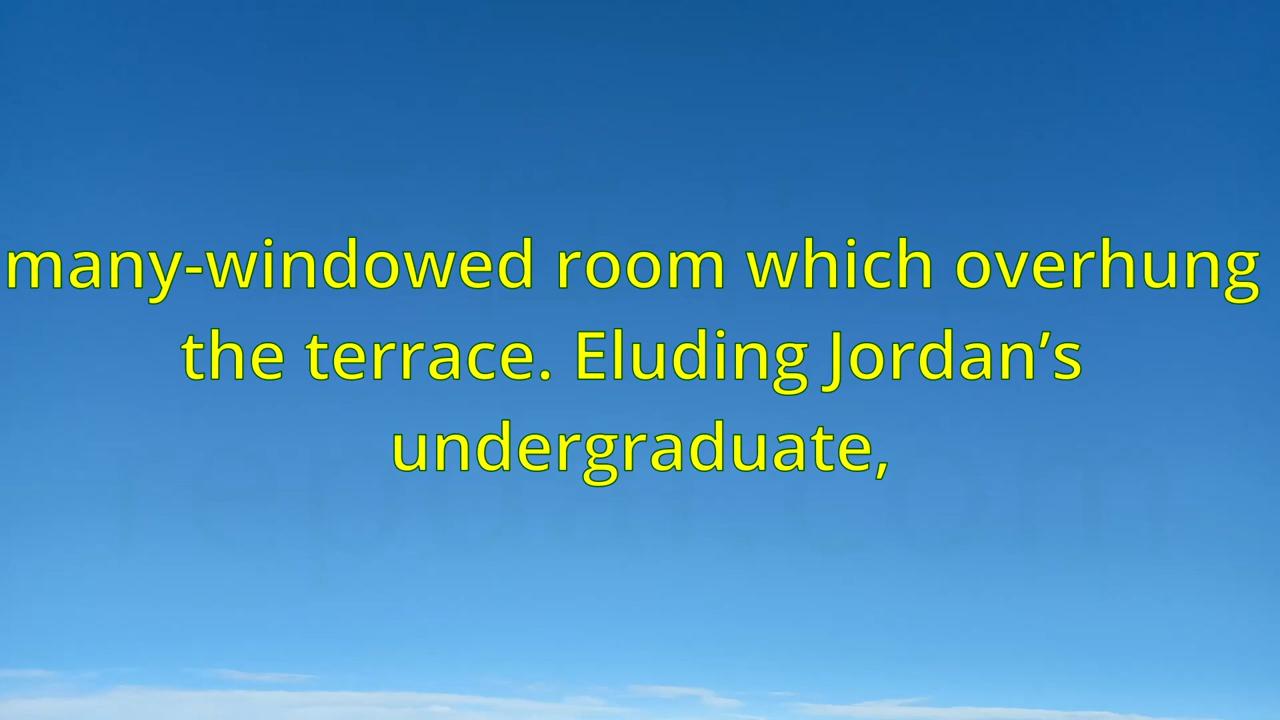 many-windowed room which overhung
the terrace. Eluding Jordan’s
undergraduate,